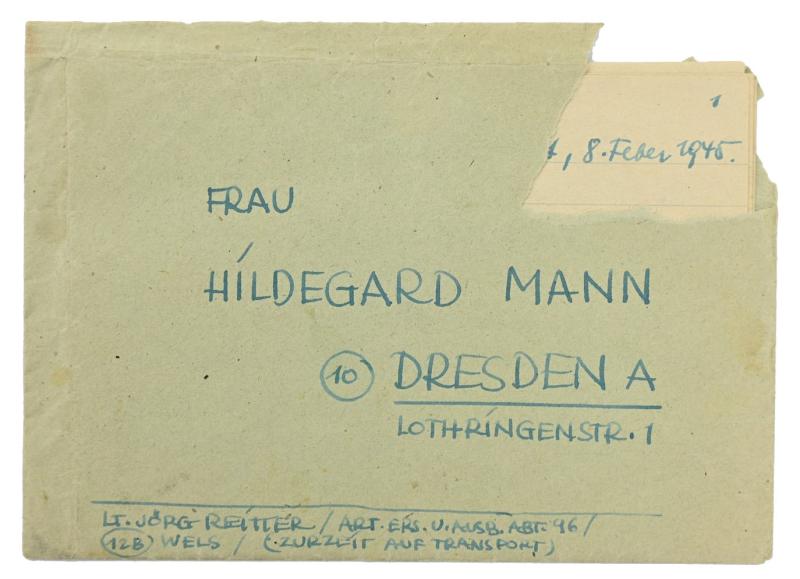 1
, 8. Feber 1945.
FRAU
HILDEGARD MANN
10 DRESDEN A
LOTHRINGENSTR. 1
LT. JÖRG REITTER / ART. ERS. U. AUSB. ABT. 96 /
12B WELS / (ZURZEIT AUF TRANSPORT)